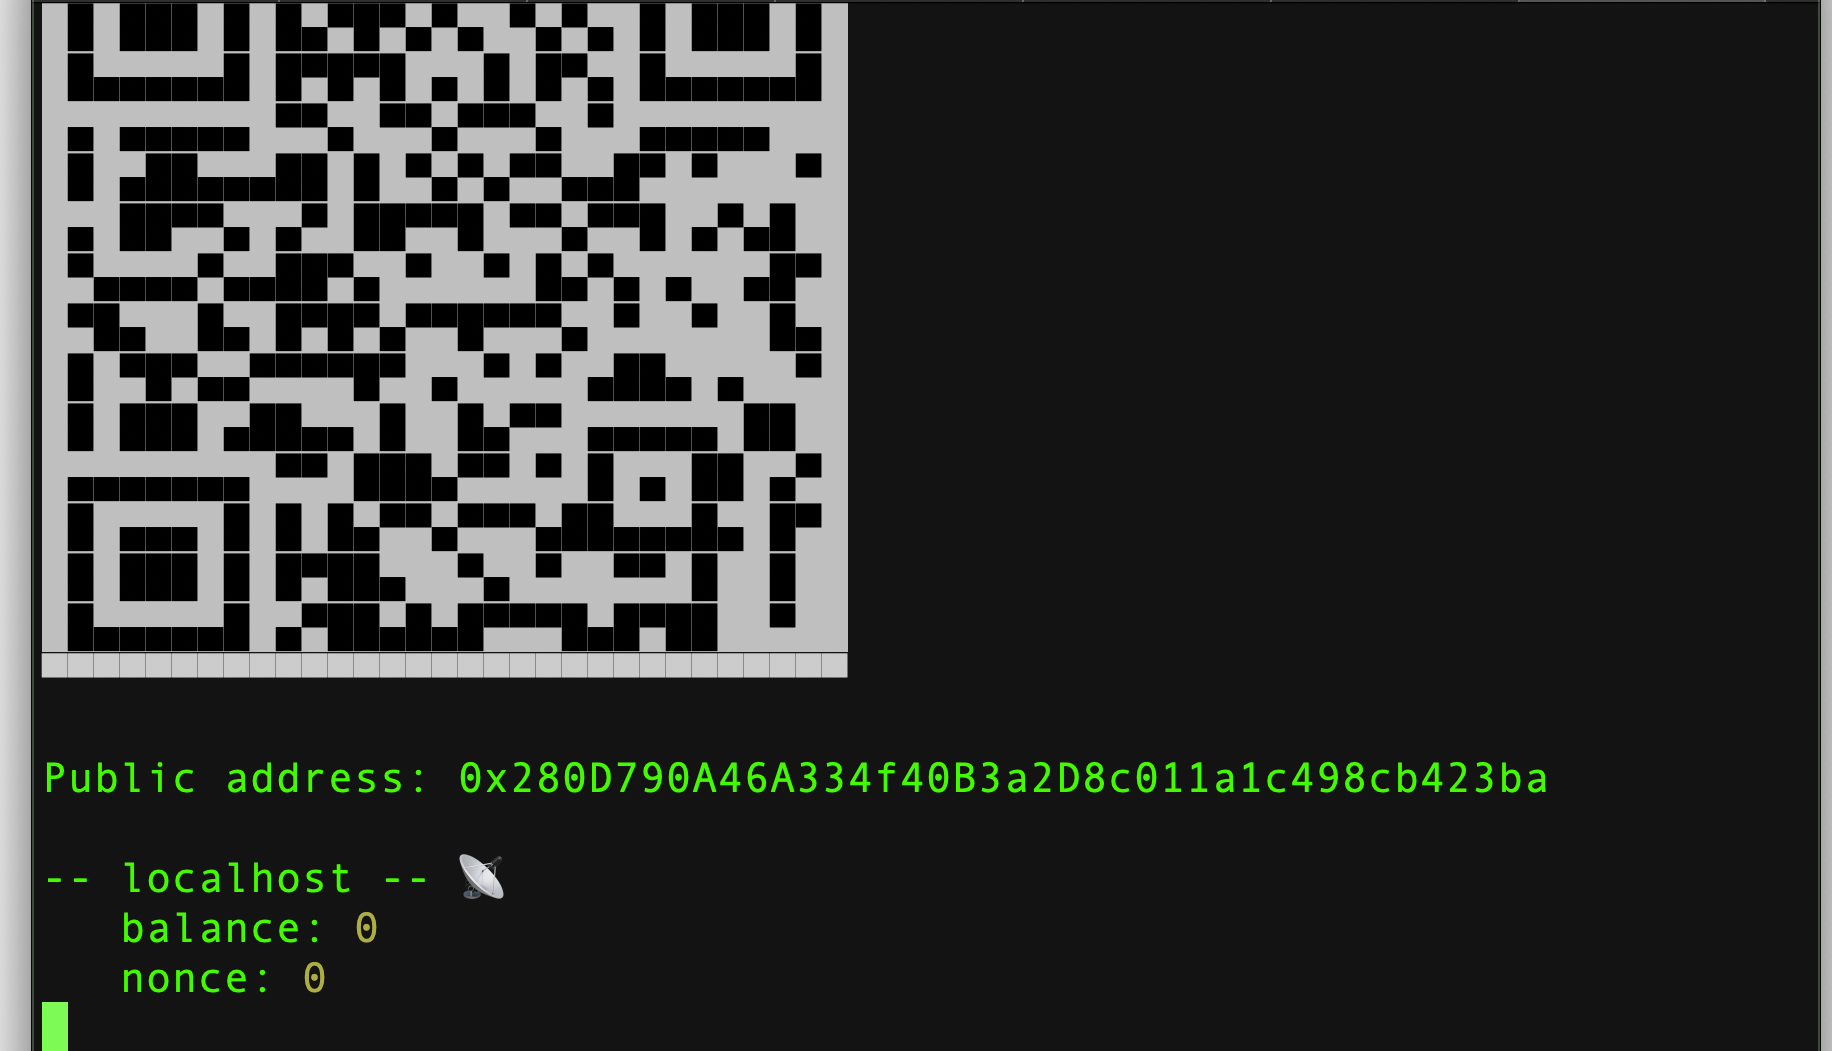 Public address: 0x280D790A46A334f40B3a2D8c011a1c498cb423ba
-- localhost -- 📡
balance: 0
nonce: 0